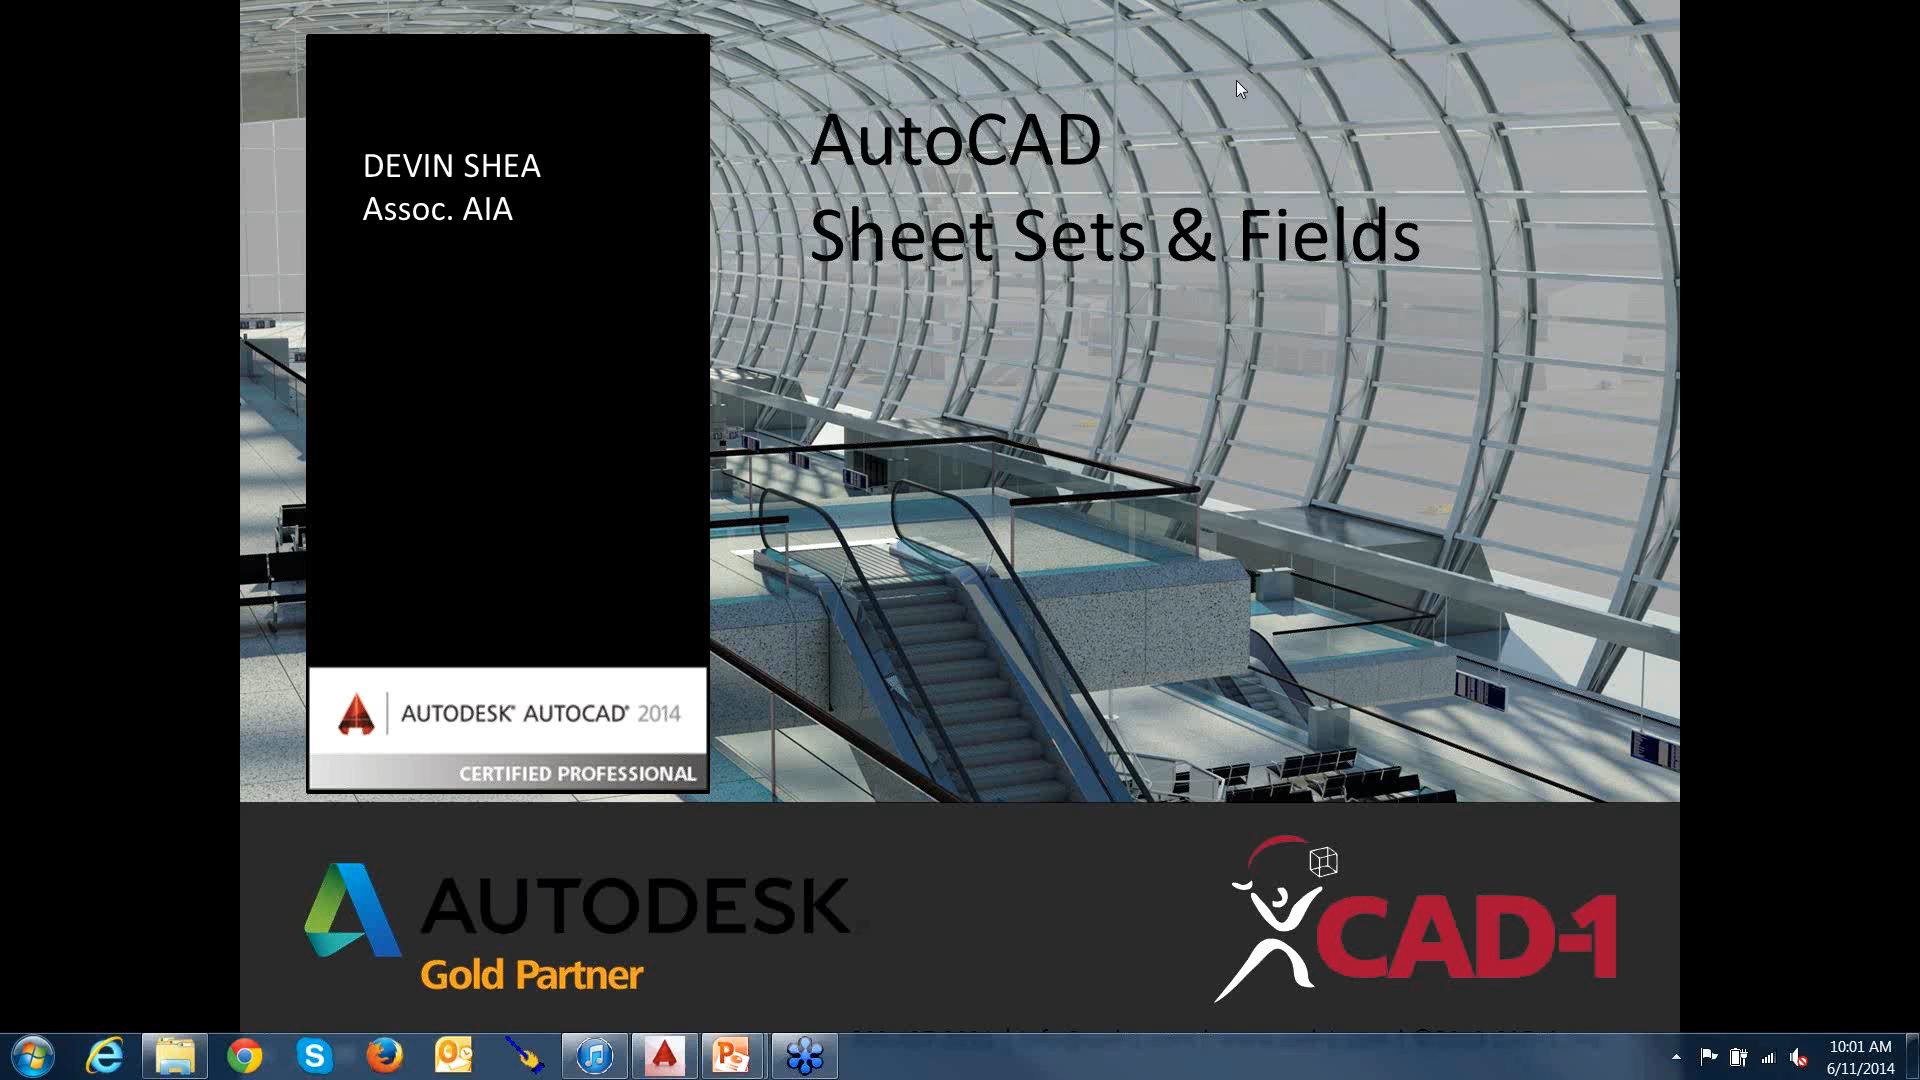 DEVIN SHEA
Assoc. AIA
AutoCAD
Sheet Sets & Fields
AUTODESK® AUTOCAD® 2014
CERTIFIED PROFESSIONAL
AUTODESK
Gold Partner
CAD-1
10:01 AM
6/11/2014